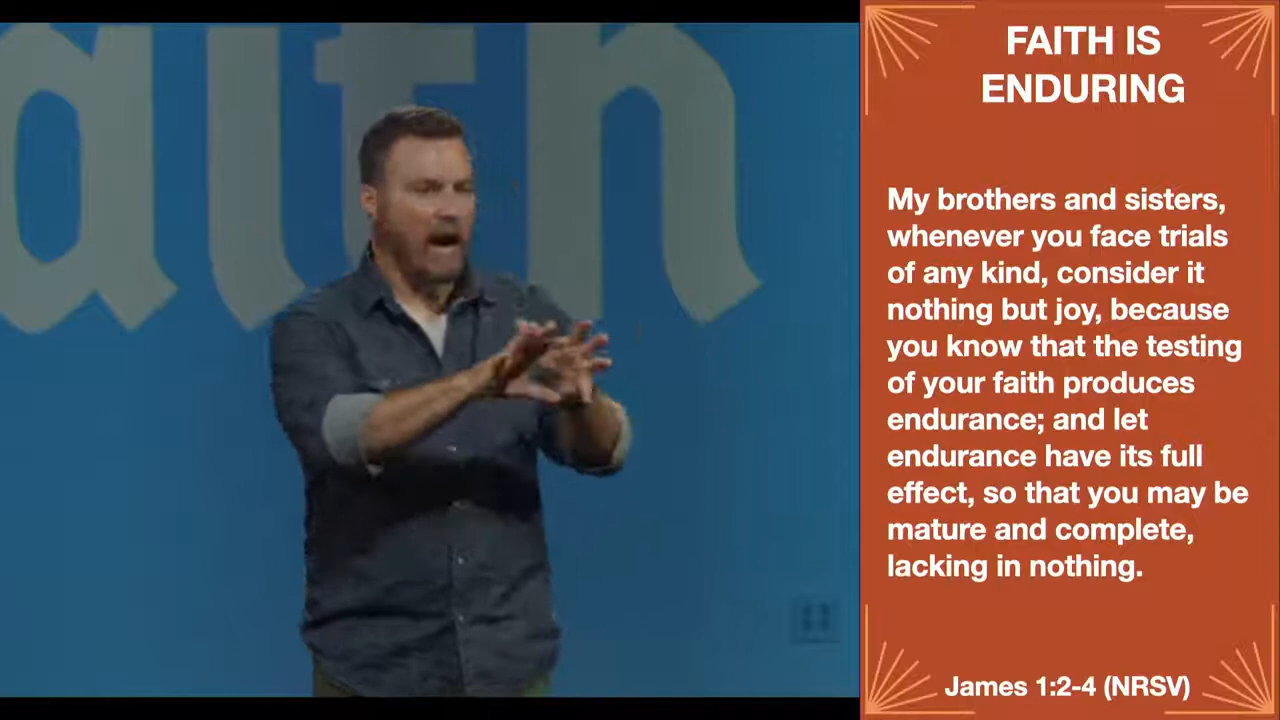 aith
FAITH IS
ENDURING
My brothers and sisters,
whenever you face trials
of any kind, consider it
nothing but joy, because
you know that the testing
of your faith produces
endurance; and let
endurance have its full
effect, so that you may be
mature and complete,
lacking in nothing.
James 1:2-4 (NRSV)